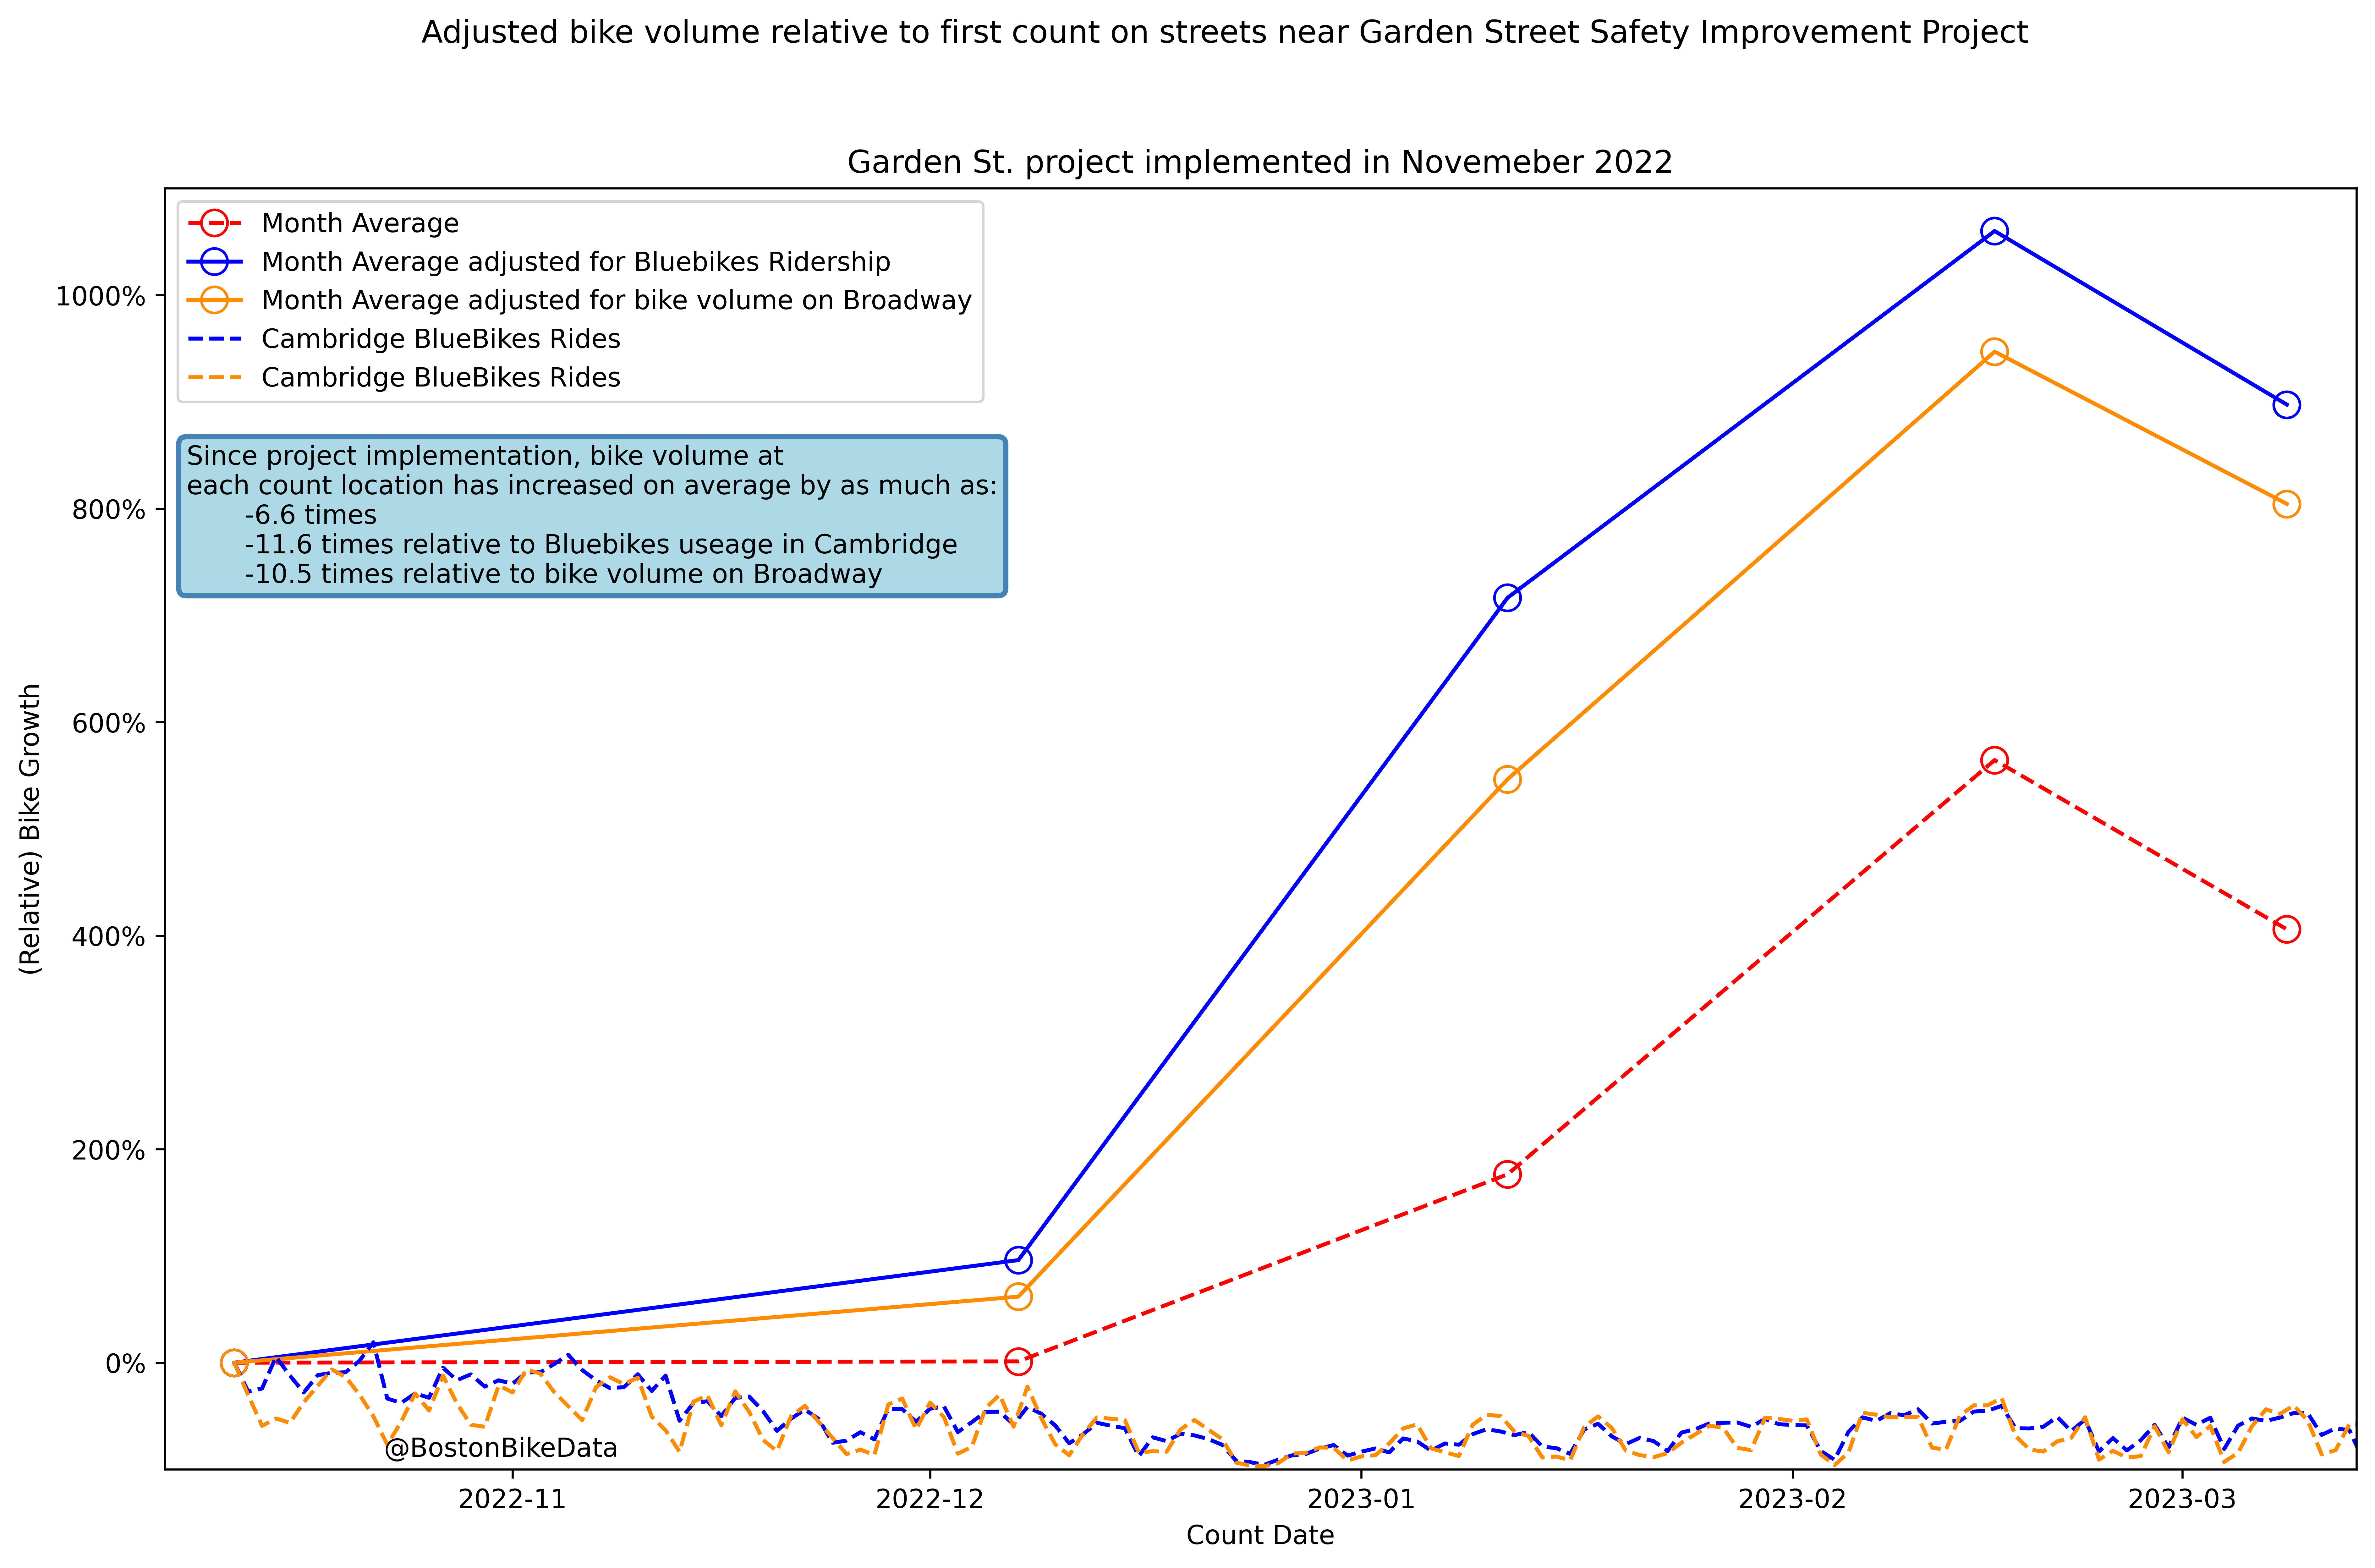 Adjusted bike volume relative to first count on streets near Garden Street Safety Improvement Project
Garden St. project implemented in Novemeber 2022
Month Average
Month Average adjusted for Bluebikes Ridership
Month Average adjusted for bike volume on Broadway
Cambridge BlueBikes Rides
Cambridge BlueBikes Rides
Since project implementation, bike volume at
each count location has increased on average by as much as:
-6.6 times
-11.6 times relative to Bluebikes useage in Cambridge
-10.5 times relative to bike volume on Broadway
(Relative) Bike Growth
1000%
800%
600%
400%
200%
0%
@BostonBikeData
2022-11
2022-12
2023-01
2023-02
2023-03
Count Date